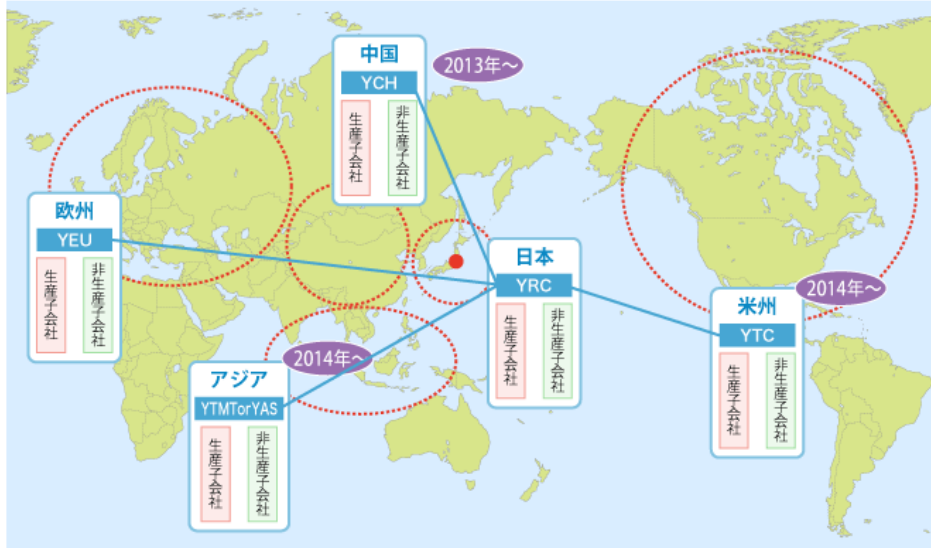 中国
YCH
生産子会社
非生産子会社
2013年～
欧州
YEU
生産子会社
非生産子会社
日本
YRC
生産子会社
非生産子会社
米州
YTC
生産子会社
非生産子会社
2014年～
アジア
YTMTorYAS
生産子会社
非生産子会社
2014年～